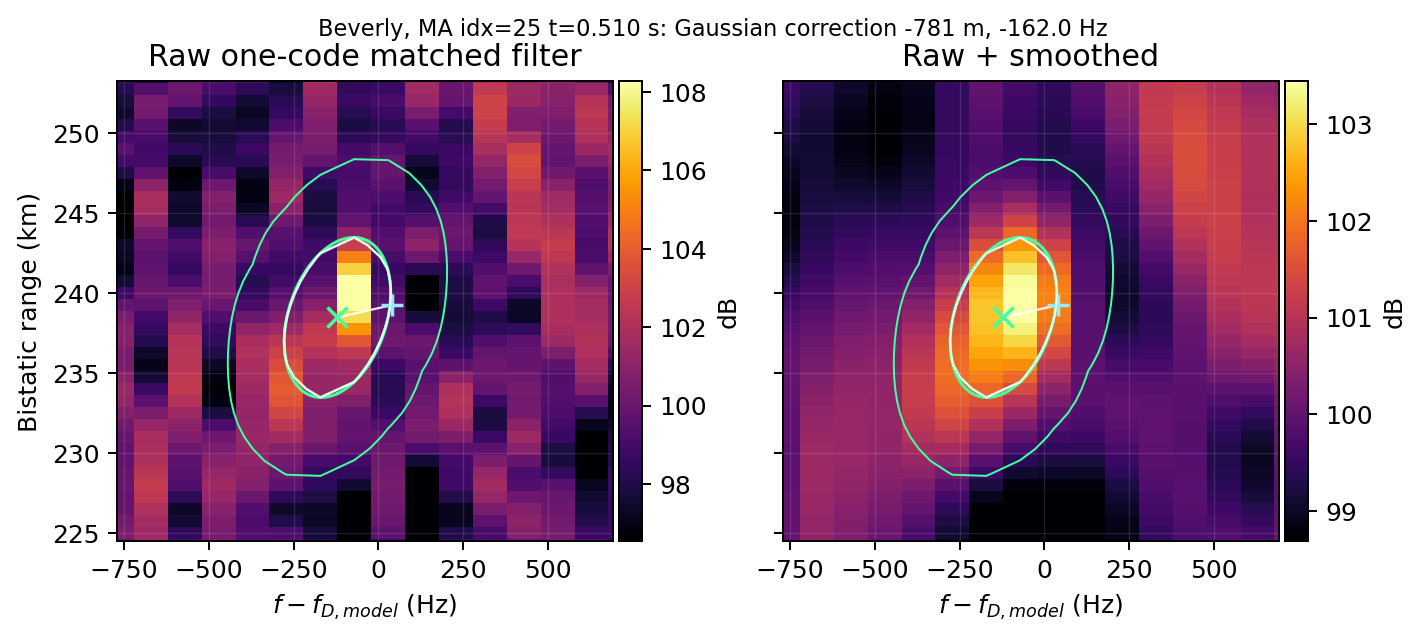 Beverly, MA idx=25 t=0.510 s: Gaussian correction -781 m, -162.0 Hz
Raw one-code matched filter
Raw + smoothed
Bistatic range (km)
250
245
240
235
230
225
−750 −500 −250 0 250 500
f − f_D, model (Hz)
108
106
104
102
100
98
dB
−750 −500 −250 0 250 500
f − f_D, model (Hz)
103
102
101
100
99
dB